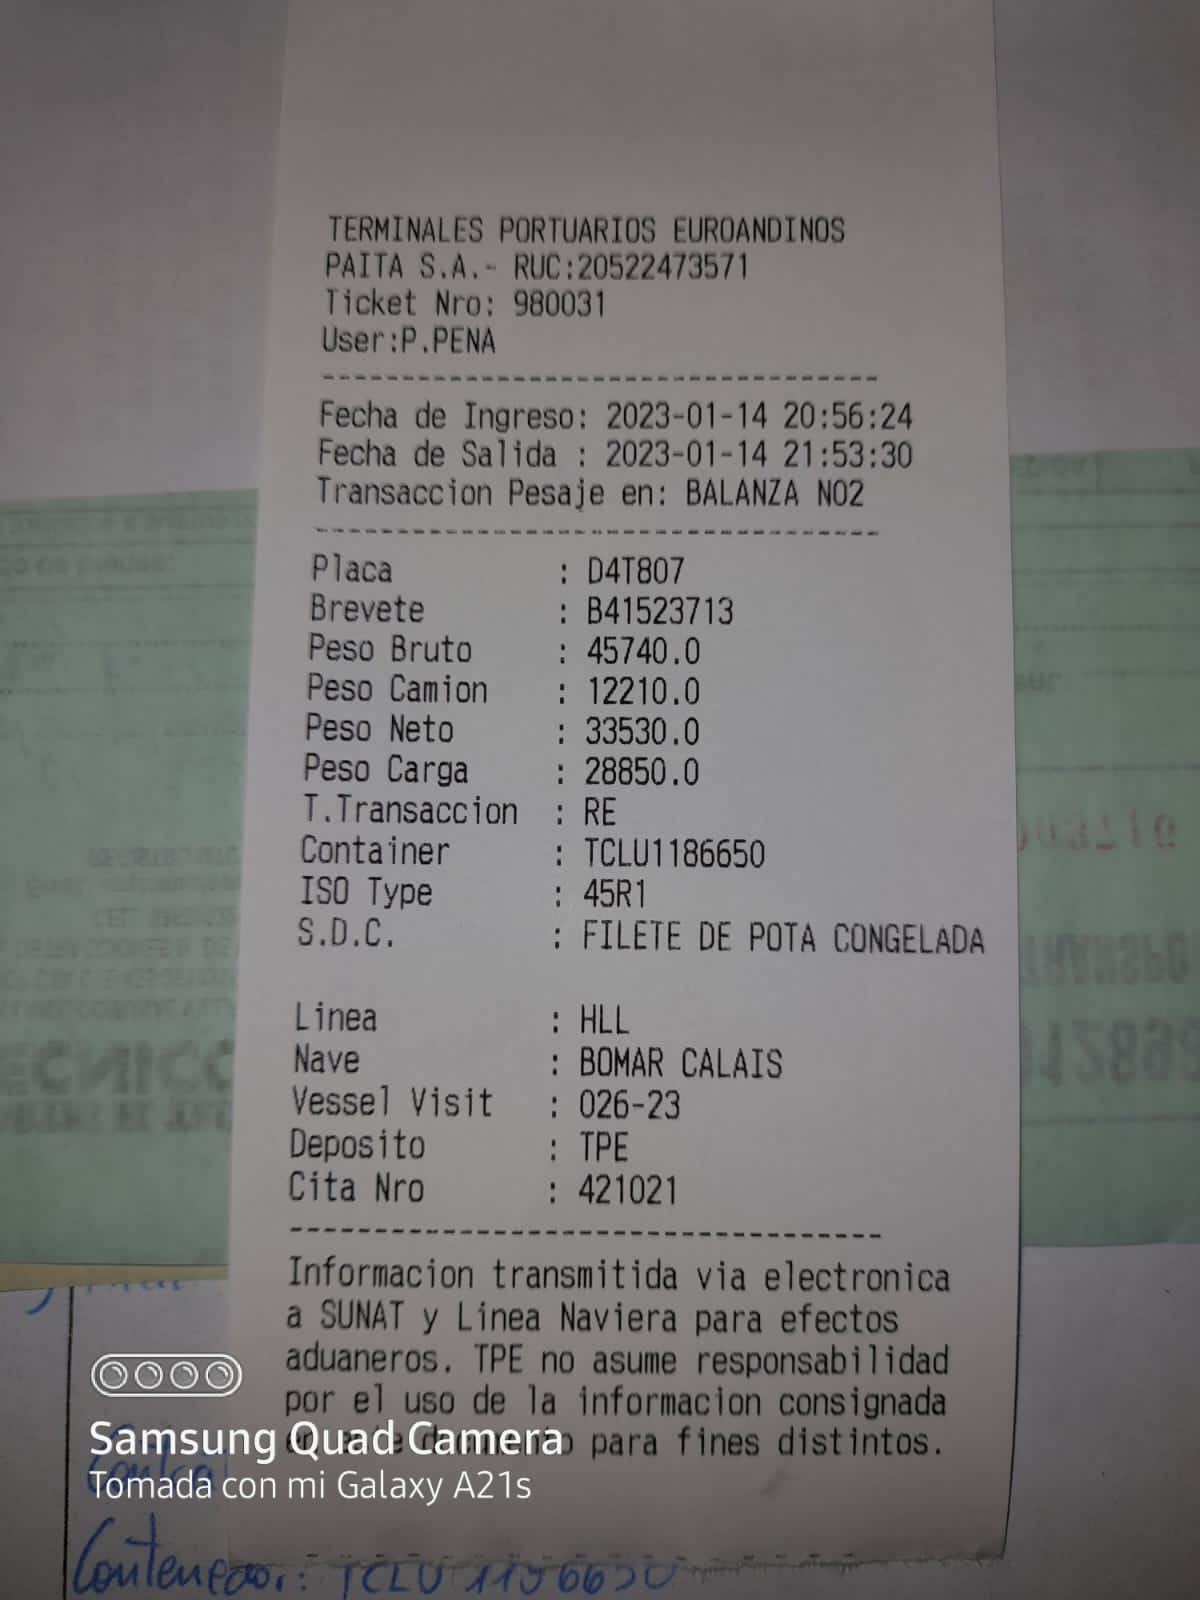 TERMINALES PORTUARIOS EUROANDINOS
PAITA S.A.- RUC:20522473571
Ticket Nro: 980031
User:P.PENA
-----------------------------------
Fecha de Ingreso: 2023-01-14 20:56:24
Fecha de Salida : 2023-01-14 21:53:30
Transaccion Pesaje en: BALANZA NO2
-----------------------------------
Placa : D4T807
Brevete : B41523713
Peso Bruto : 45740.0
Peso Camion : 12210.0
Peso Neto : 33530.0
Peso Carga : 28850.0
T.Transaccion : RE
Container : TCLU1186650
ISO Type : 45R1
S.D.C. : FILETE DE POTA CONGELADA
Linea : HLL
Nave : BOMAR CALAIS
Vessel Visit : 026-23
Deposito : TPE
Cita Nro : 421021
-----------------------------------
Informacion transmitida via electronica
a SUNAT y Linea Naviera para efectos
aduaneros. TPE no asume responsabilidad
por el uso de la informacion consignada
para fines distintos.
Samsung Quad Camera
Tomada con mi Galaxy A21s
Contenedor: TCLU